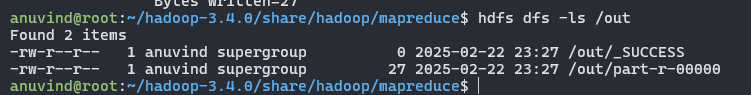 Bytes Written=27
anuvind@root:~/hadoop-3.4.0/share/hadoop/mapreduce$ hdfs dfs -ls /out
Found 2 items
-rw-r--r--   1 anuvind supergroup          0 2025-02-22 23:27 /out/_SUCCESS
-rw-r--r--   1 anuvind supergroup         27 2025-02-22 23:27 /out/part-r-00000
anuvind@root:~/hadoop-3.4.0/share/hadoop/mapreduce$